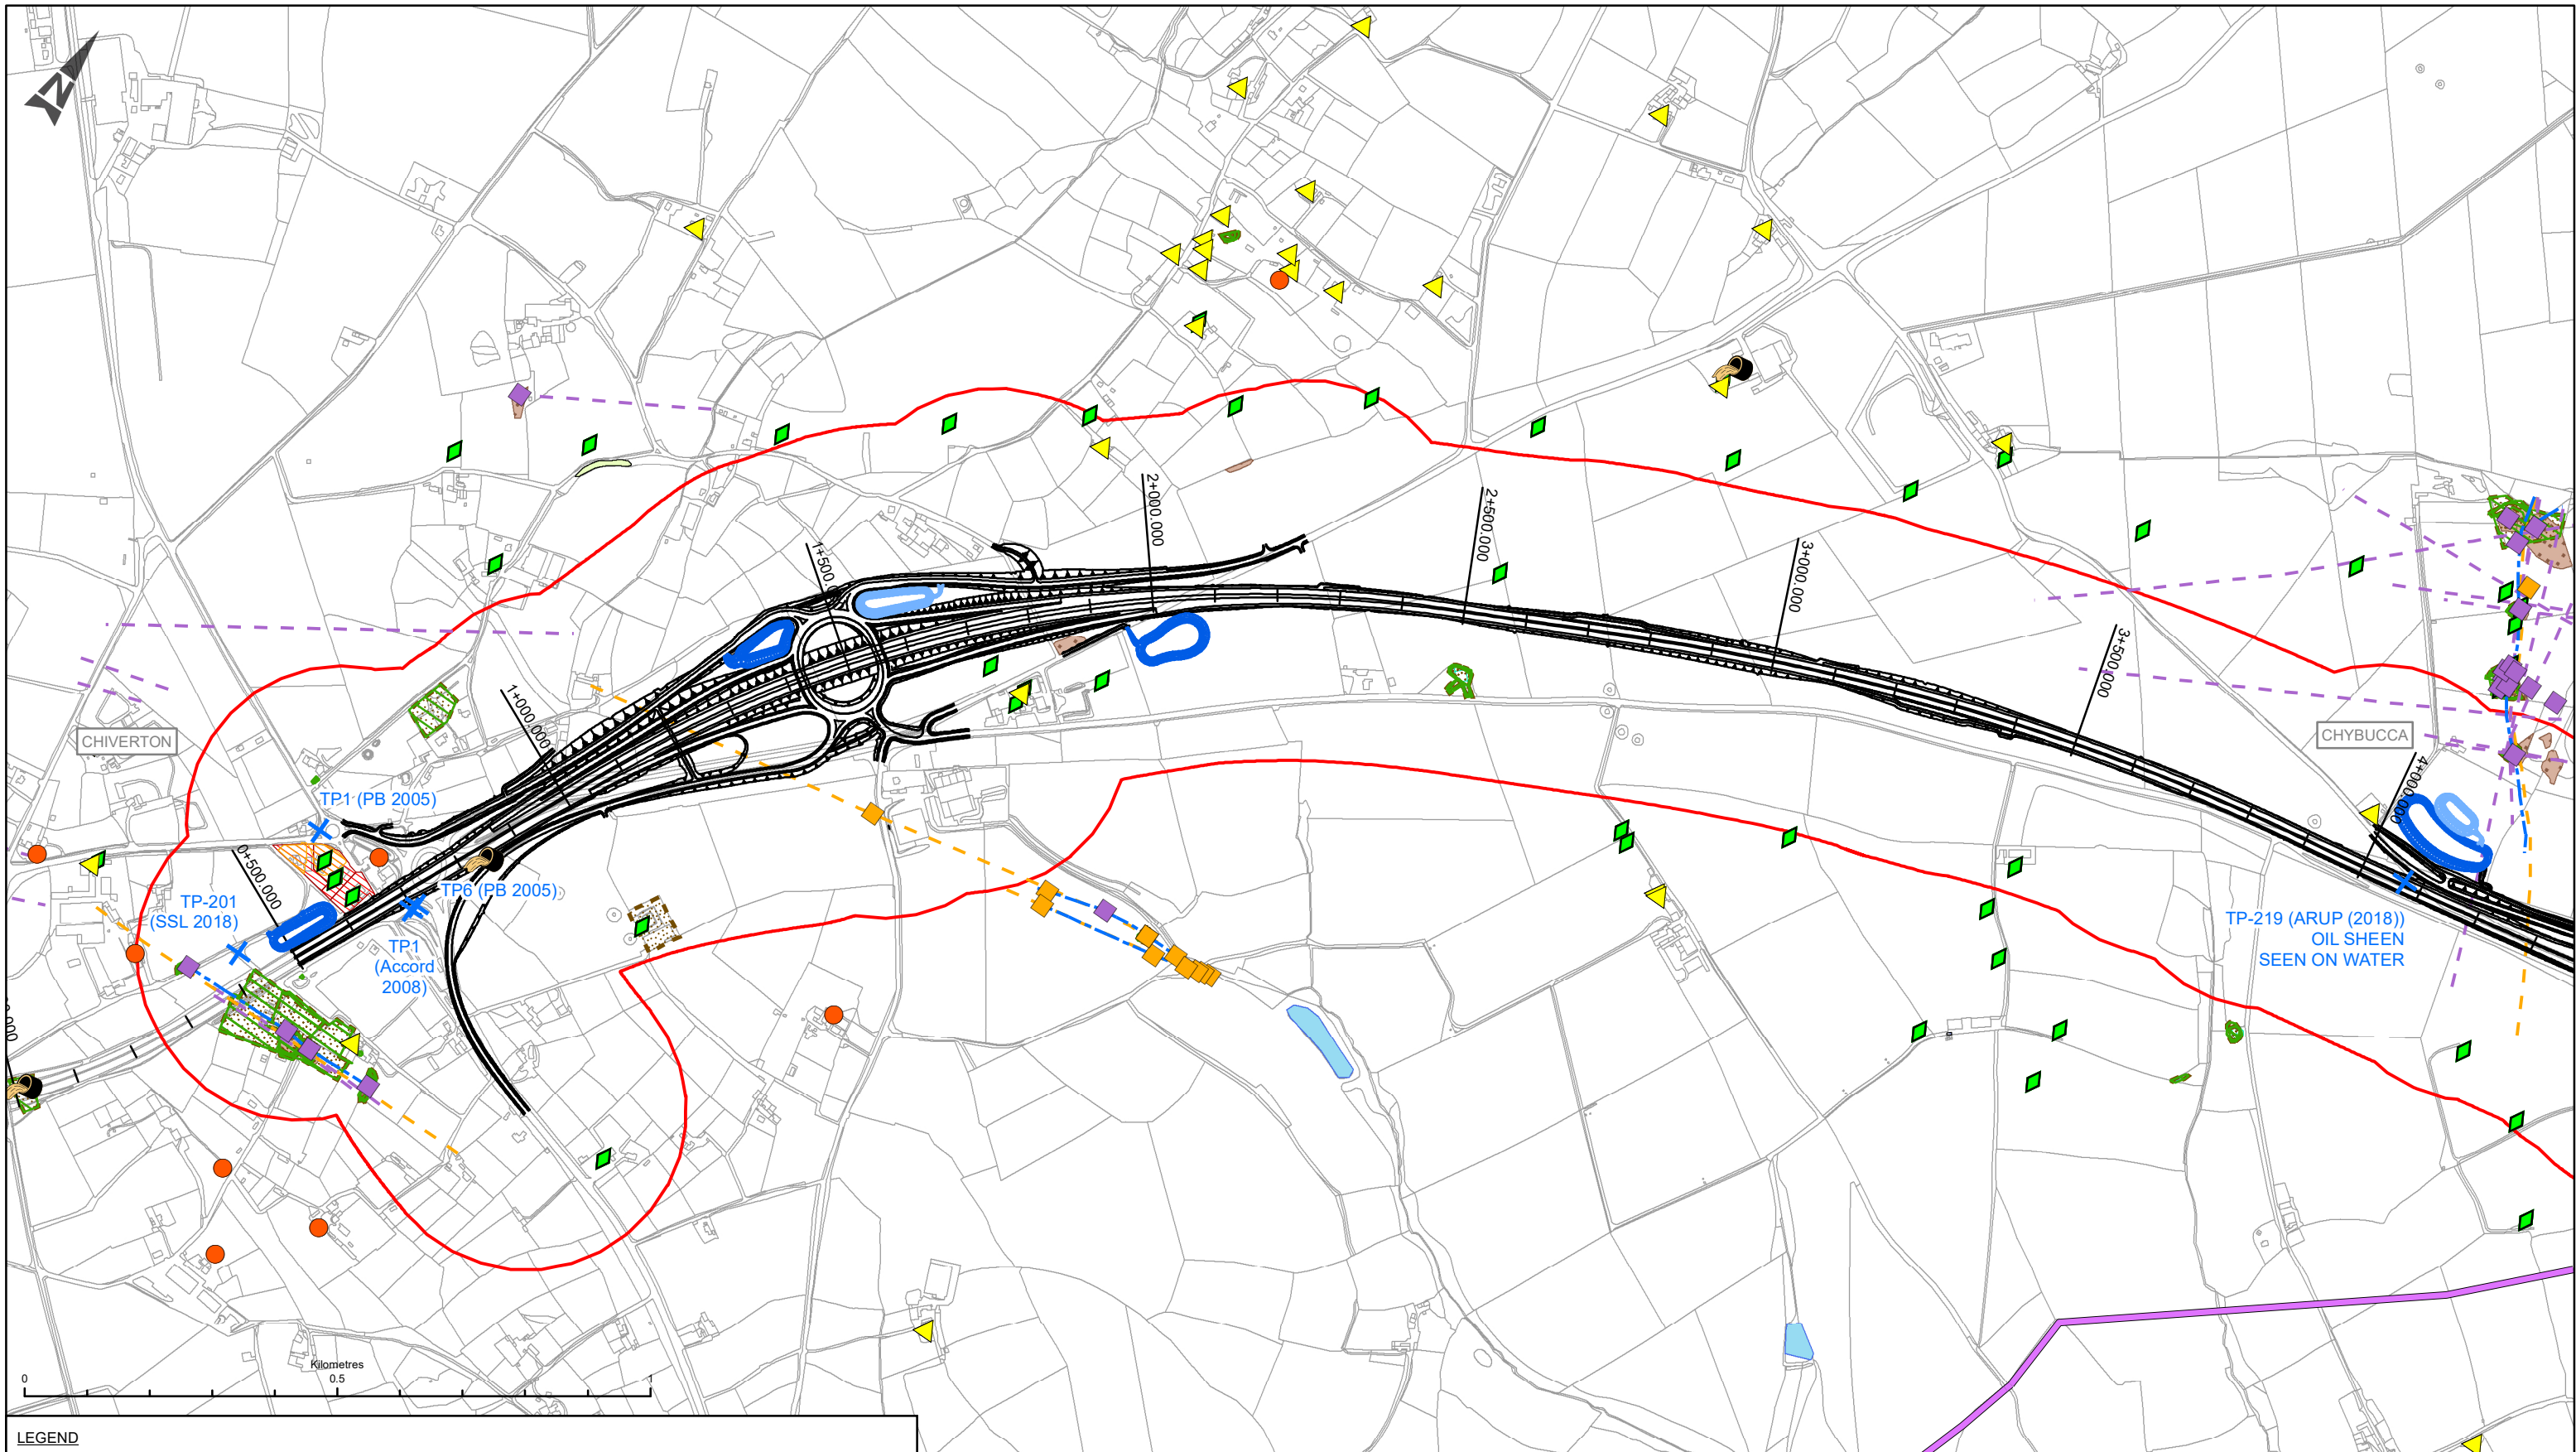 N
2+000.000
2+500.000
1+500.0
3+000.000
3+500.000
1+000.000
CHIVERTON
CHYBUCCA
4+000.000
TP1 (PB 2005)
0+500.000
TP6 (PB 2005)
TP-201
(SSL 2018)
TP1
(Accord
2008)
TP-219 (ARUP (2018))
OIL SHEEN
SEEN ON WATER
.000
Kilometres
0 0.5 1
LEGEND